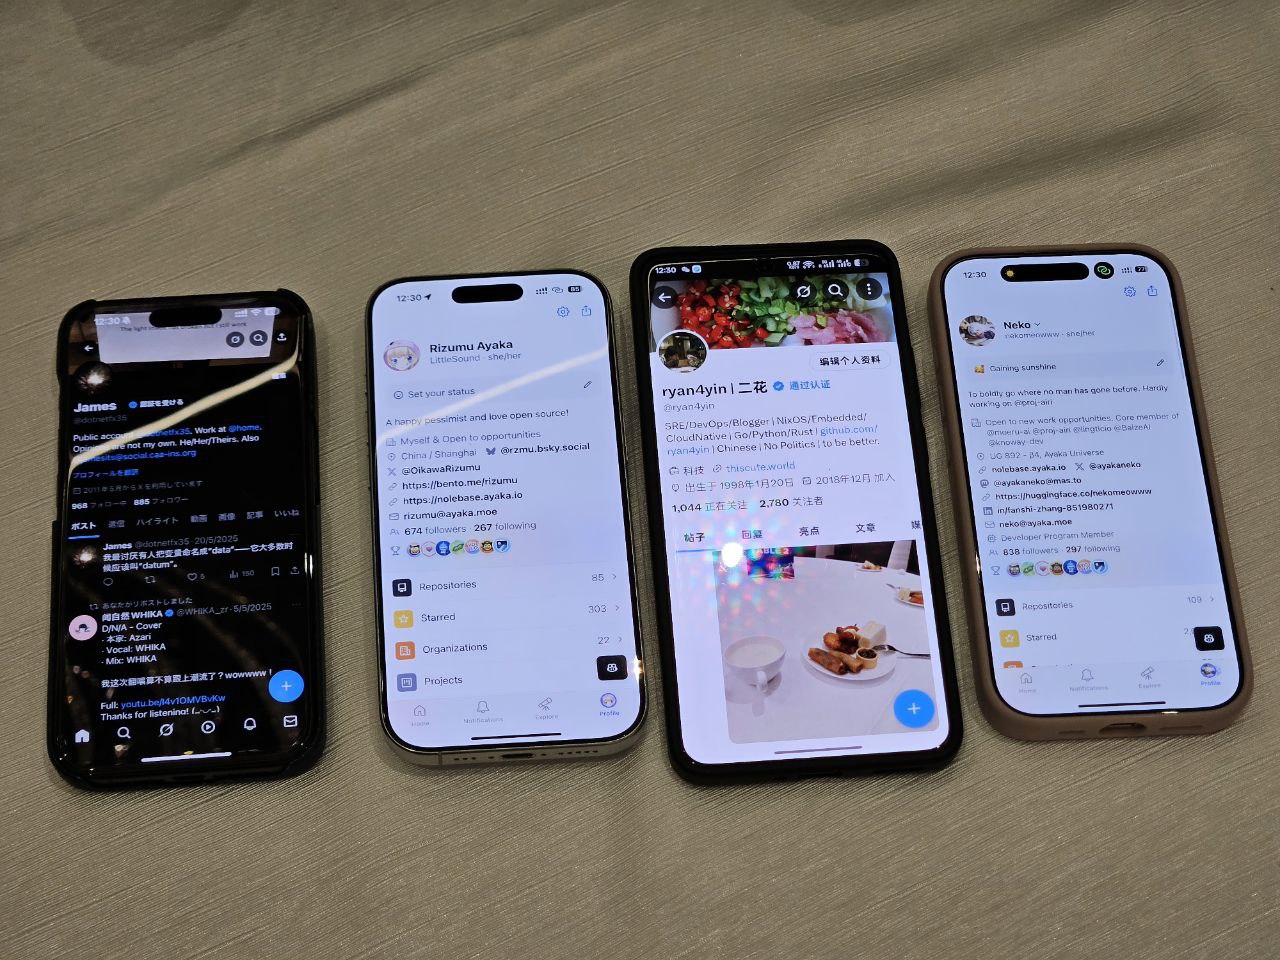 12:30
James 認証を受ける
@dotnetfx35
Work at @home.
not my own. He/Her/Theirs. Also
@social.caa-ins.org
プロフィールを翻訳
2011年5月からXを利用しています
968 フォロー中 885 フォロワー
ポスト 返信 ハイライト 動画 画像 記事 いいね
James @dotnetfx35 · 20/5/2025
我最讨厌有人把变量命名成“data”——它大多数时
候应该叫“datum”。
5 150
あなたがリポストしました
闻自然 WHIKA @WHIKA_zr · 5/5/2025
D/N/A - Cover
· 本家: Azari
· Vocal: WHIKA
· Mix: WHIKA
我这次翻唱算不算跟上潮流了？wowwww！
Full: youtu.be/l4v1OMVBvKw
Thanks for listening!
12:30 85
Rizumu Ayaka
LittleSound · she/her
Set your status
A happy pessimist and love open source!
Myself & Open to opportunities
China / Shanghai @rzmu.bsky.social
@OikawaRizumu
https://bento.me/rizumu
https://nolebase.ayaka.io
rizumu@ayaka.moe
674 followers · 267 following
Repositories 85
Starred 303
Organizations 22
Projects
Home Notifications Explore Profile
12:30
编辑个人资料
ryan4yin | 二花 通过认证
@ryan4yin
SRE/DevOps/Blogger | NixOS/Embedded/
CloudNative | Go/Python/Rust | github.com/
ryan4yin | Chinese | No Politics | to be better.
科技 thiscute.world
出生于 1998年1月20日 2018年12月 加入
1,044 正在关注 2,780 关注者
帖子 回复 亮点 文章 媒
TABLE 2
12:30 77
Neko
nekomeowww · she/her
Gaining sunshine
To boldly go where no man has gone before. Hardly
working on @proj-airi
Open to new work opportunities. Core member of
@moeru-ai @proj-airi @lingticio @BaizeAI
@knoway-dev
UG 892 - β4, Ayaka Universe
nolebase.ayaka.io @ayakaneko
@ayakaneko@mas.to
https://huggingface.co/nekomeowww
in/fanshi-zhang-851980271
neko@ayaka.moe
Developer Program Member
838 followers · 297 following
Repositories 109
Starred
Home Notifications Explore Profile